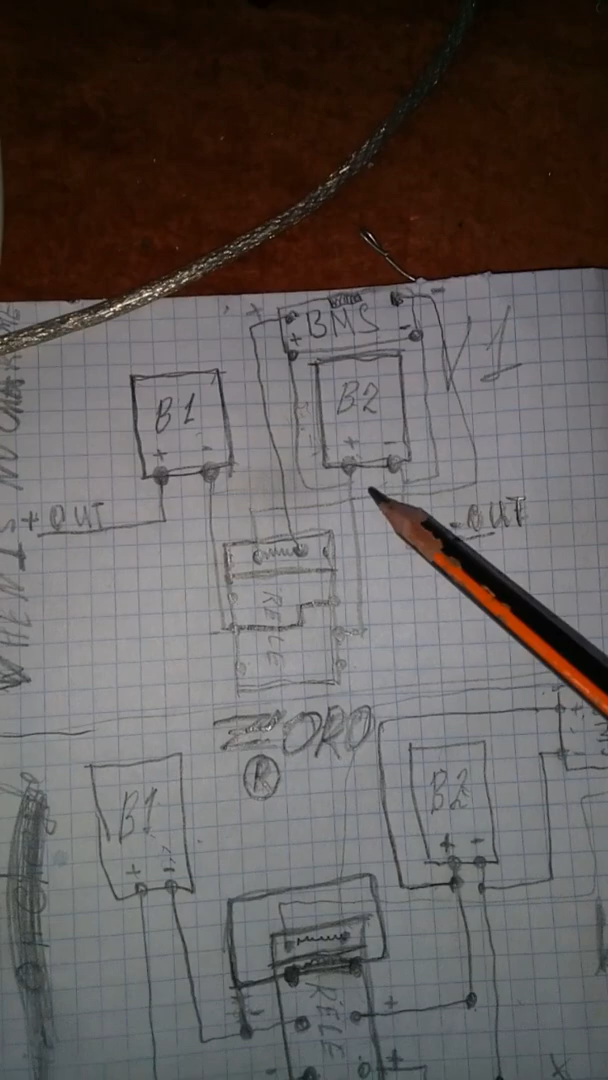 + BMS -
+ -
V1
B1
B2
+ -
+ -
+ OUT
- OUT
RELE
ZORO
®
B1
B2
+ -
+ -
RELE
- +
- +